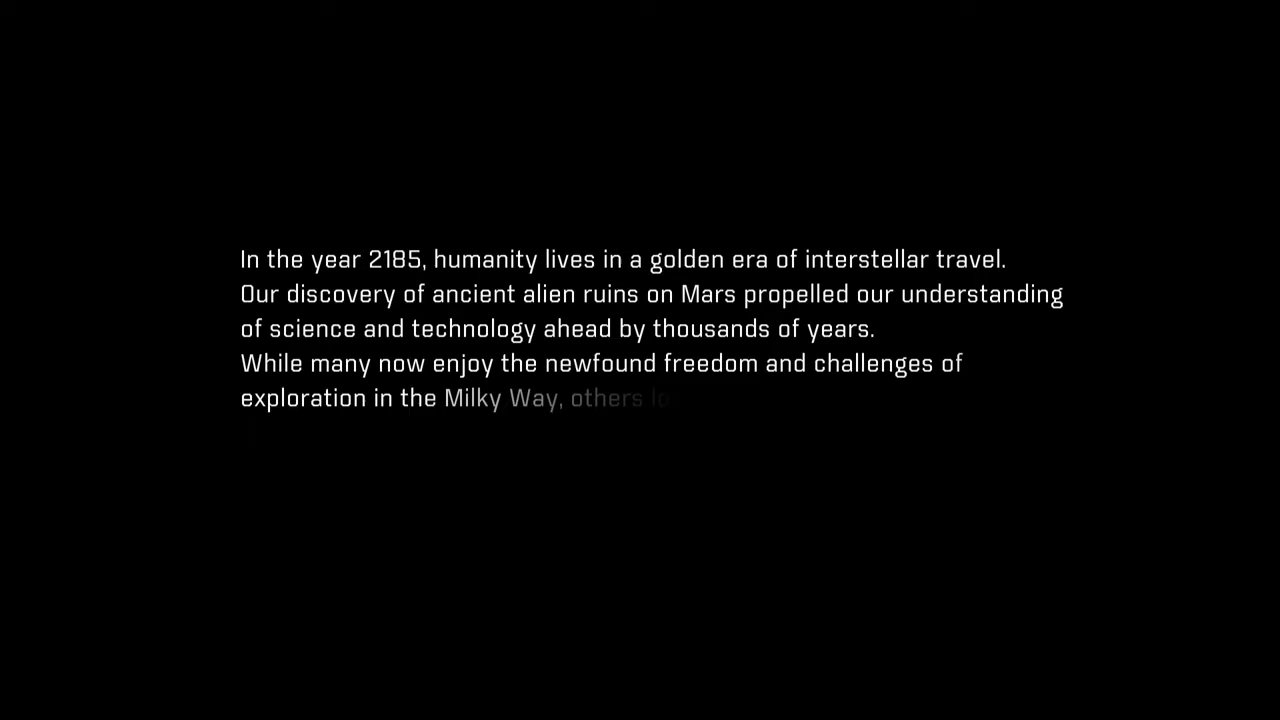 In the year 2185, humanity lives in a golden era of interstellar travel.
Our discovery of ancient alien ruins on Mars propelled our understanding
of science and technology ahead by thousands of years.
While many now enjoy the newfound freedom and challenges of
exploration in the Milky Way, others lo